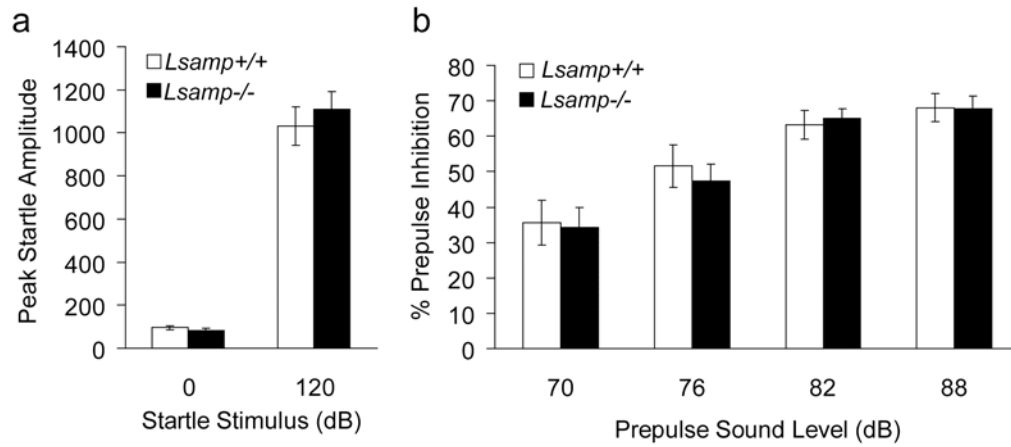 a
Lsamp+/+
Lsamp-/-
Peak Startle Amplitude
1400
1200
1000
800
600
400
200
0
0 120
Startle Stimulus (dB)
b
Lsamp+/+
Lsamp-/-
% Prepulse Inhibition
80
70
60
50
40
30
20
10
0
70 76 82 88
Prepulse Sound Level (dB)